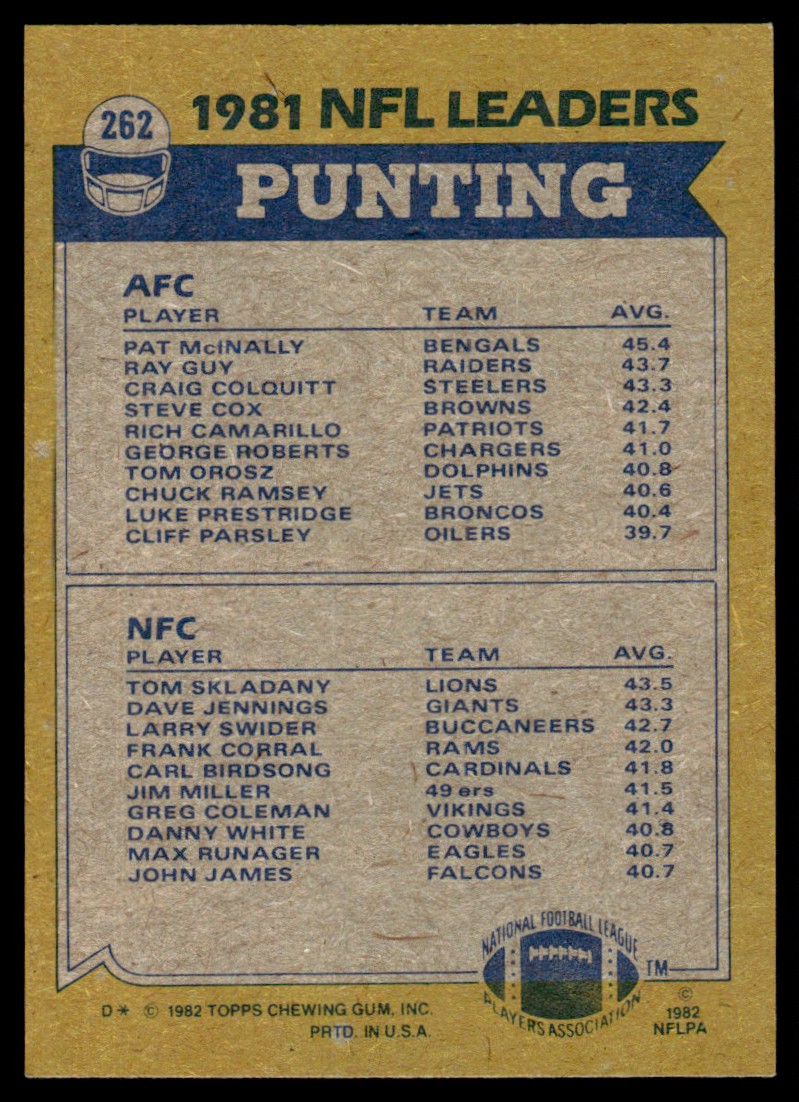 262
1981 NFL LEADERS
PUNTING
AFC
PLAYER TEAM AVG.
PAT McINALLY BENGALS 45.4
RAY GUY RAIDERS 43.7
CRAIG COLQUITT STEELERS 43.3
STEVE COX BROWNS 42.4
RICH CAMARILLO PATRIOTS 41.7
GEORGE ROBERTS CHARGERS 41.0
TOM OROSZ DOLPHINS 40.8
CHUCK RAMSEY JETS 40.6
LUKE PRESTRIDGE BRONCOS 40.4
CLIFF PARSLEY OILERS 39.7
NFC
PLAYER TEAM AVG.
TOM SKLADANY LIONS 43.5
DAVE JENNINGS GIANTS 43.3
LARRY SWIDER BUCCANEERS 42.7
FRANK CORRAL RAMS 42.0
CARL BIRDSONG CARDINALS 41.8
JIM MILLER 49ers 41.5
GREG COLEMAN VIKINGS 41.4
DANNY WHITE COWBOYS 40.8
MAX RUNAGER EAGLES 40.7
JOHN JAMES FALCONS 40.7
NATIONAL FOOTBALL LEAGUE
PLAYERS ASSOCIATION
TM
D* © 1982 TOPPS CHEWING GUM, INC.
PRTD. IN U.S.A.
©
1982
NFLPA